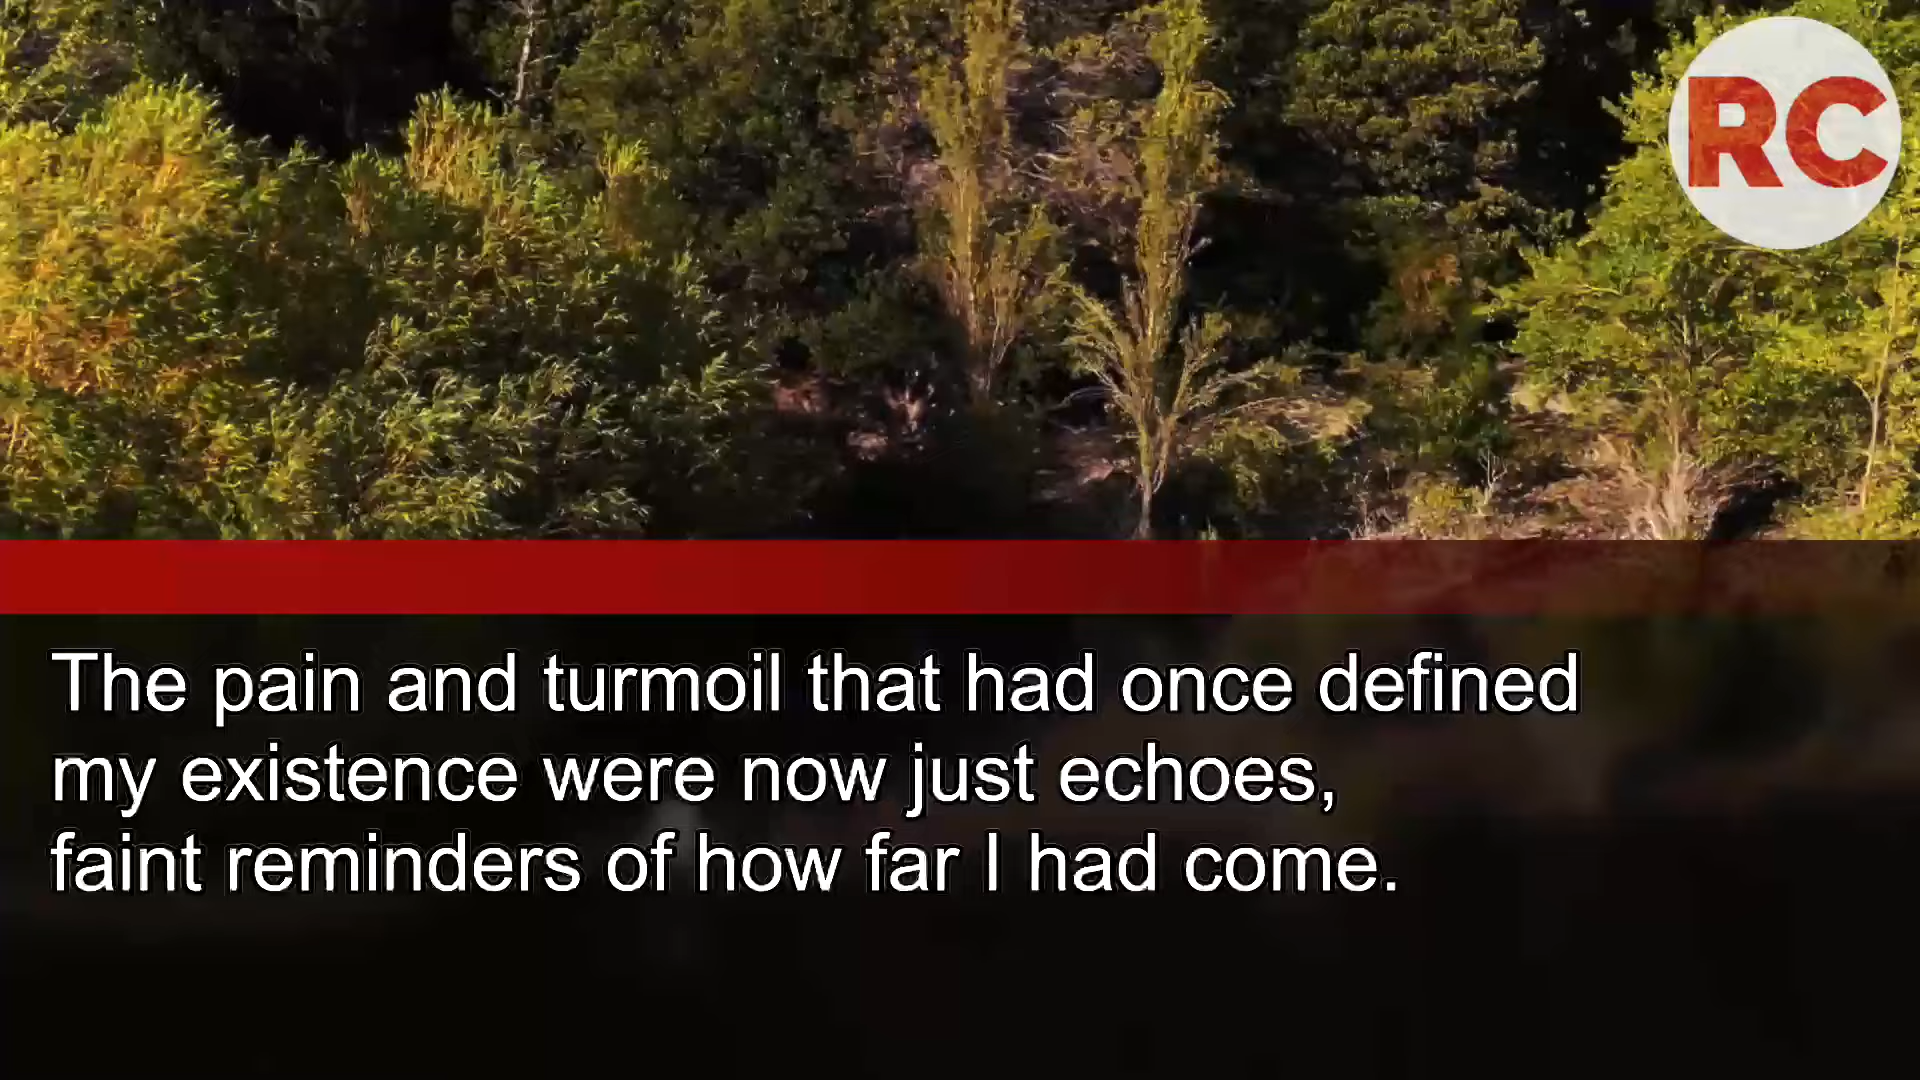 RC
The pain and turmoil that had once defined
my existence were now just echoes,
faint reminders of how far I had come.